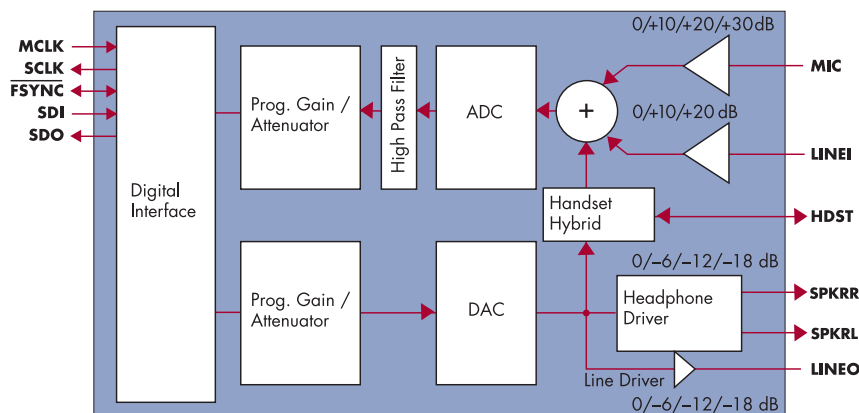 0/+10/+20/+30dB
MCLK
SCLK
FSYNC
SDI
SDO
Digital
Interface
Prog. Gain /
Attenuator
High Pass Filter
ADC
+
MIC
0/+10/+20 dB
LINEI
Handset
Hybrid
HDST
Prog. Gain /
Attenuator
DAC
0/–6/–12/–18 dB
Headphone
Driver
SPKRR
SPKRL
Line Driver
LINEO
0/–6/–12/–18 dB